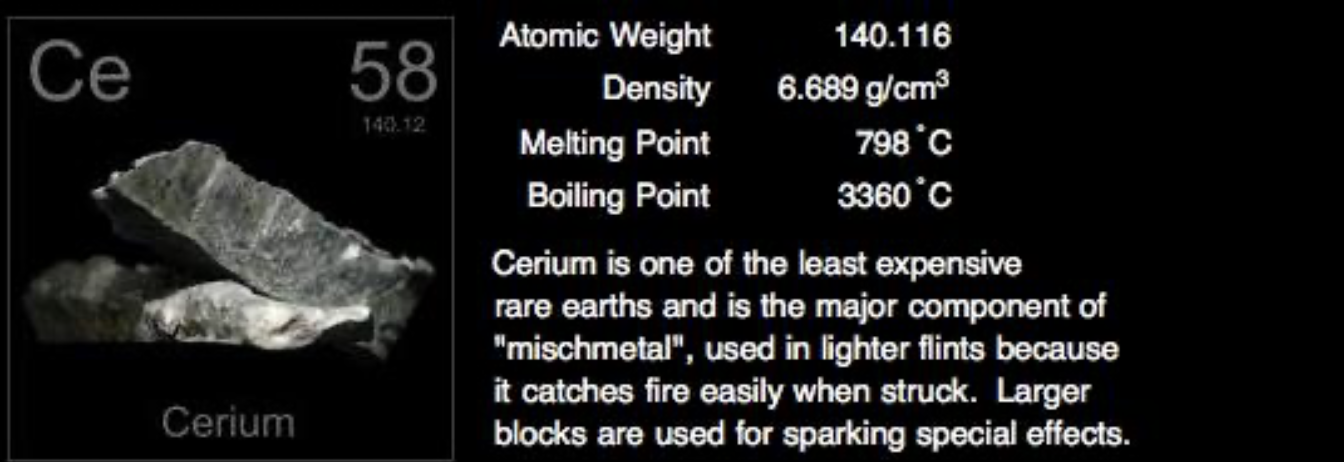 Ce 58
140.12
Cerium
Atomic Weight 140.116
Density 6.689 g/cm³
Melting Point 798 °C
Boiling Point 3360 °C
Cerium is one of the least expensive
rare earths and is the major component of
"mischmetal", used in lighter flints because
it catches fire easily when struck.  Larger
blocks are used for sparking special effects.